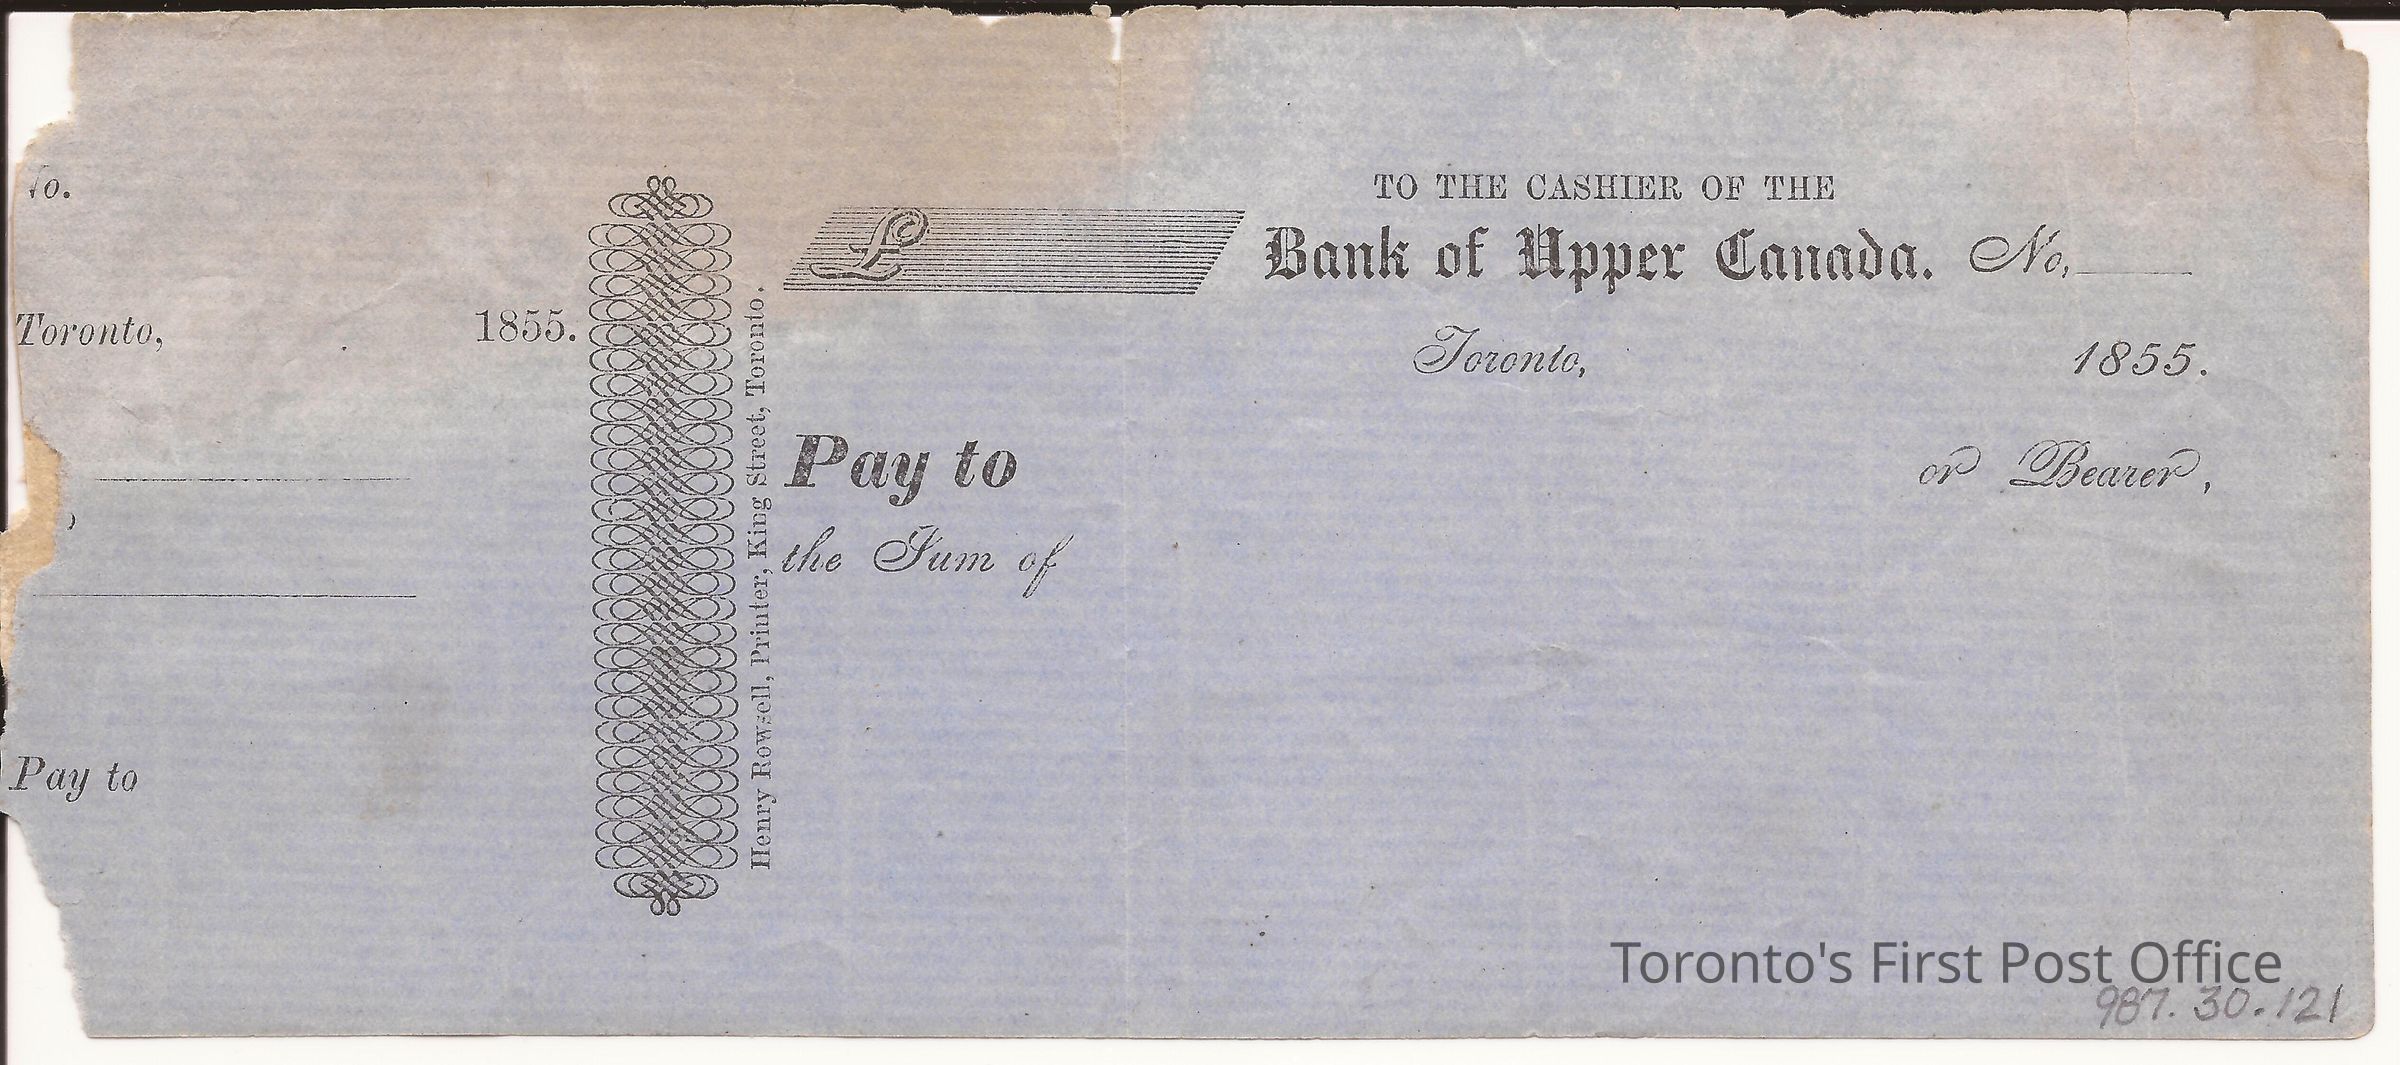 No.
Toronto, 1855.
Pay to
Henry Rowsell, Printer, King Street, Toronto.
£
TO THE CASHIER OF THE
Bank of Upper Canada. No,
Toronto, 1855.
Pay to or Bearer,
the Sum of
Toronto's First Post Office
987.30.121